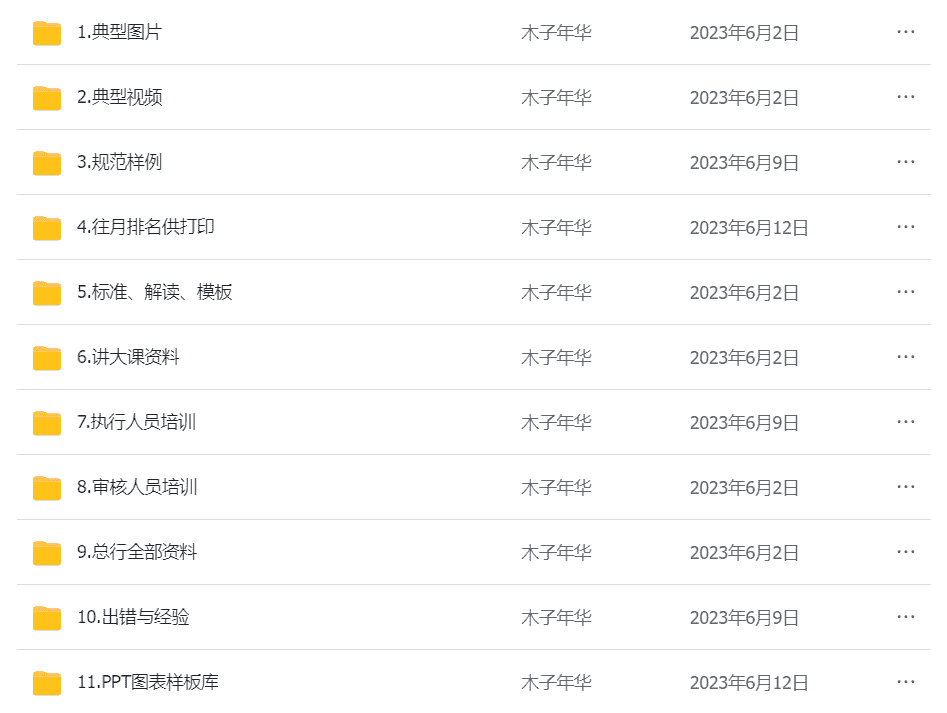 1.典型图片 木子年华 2023年6月2日 ···
2.典型视频 木子年华 2023年6月2日 ···
3.规范样例 木子年华 2023年6月9日 ···
4.往月排名供打印 木子年华 2023年6月12日 ···
5.标准、解读、模板 木子年华 2023年6月2日 ···
6.讲大课资料 木子年华 2023年6月2日 ···
7.执行人员培训 木子年华 2023年6月9日 ···
8.审核人员培训 木子年华 2023年6月2日 ···
9.总行全部资料 木子年华 2023年6月2日 ···
10.出错与经验 木子年华 2023年6月9日 ···
11.PPT图表样板库 木子年华 2023年6月12日 ···